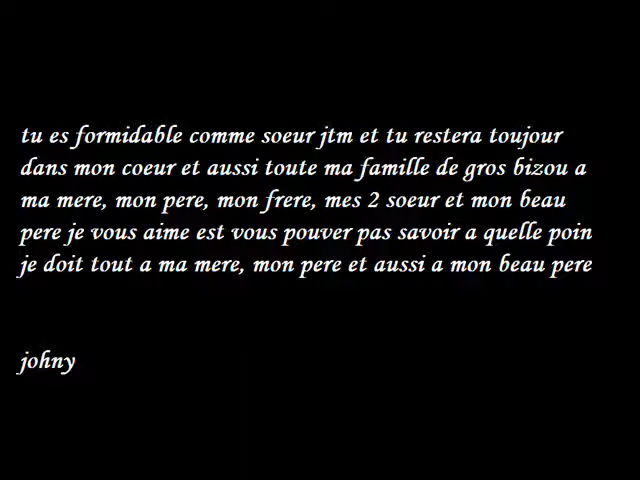 tu es formidable comme soeur jtm et tu restera toujour
dans mon coeur et aussi toute ma famille de gros bizou a
ma mere, mon pere, mon frere, mes 2 soeur et mon beau
pere je vous aime est vous pouver pas savoir a quelle poin
je doit tout a ma mere, mon pere et aussi a mon beau pere
johny